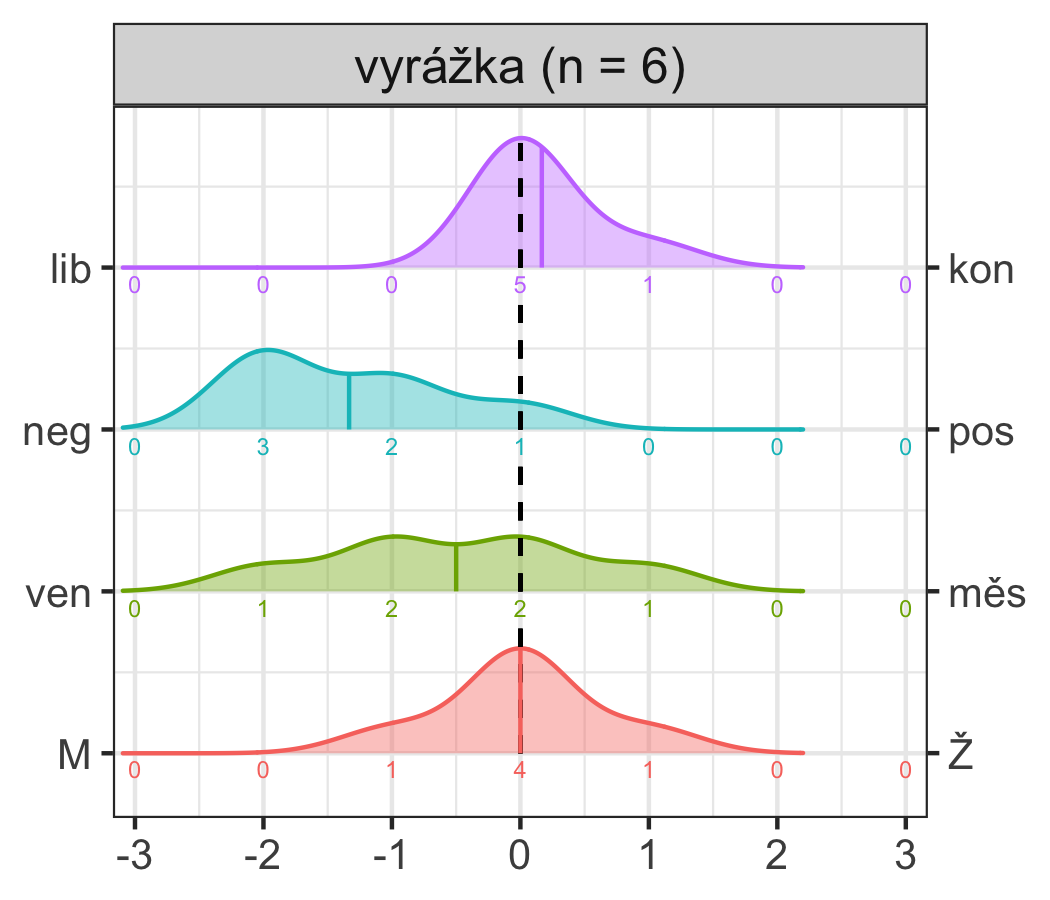 vyrážka (n = 6)
lib kon
0 0 0 5 1 0 0
neg pos
0 3 2 1 0 0 0
ven měs
0 1 2 2 1 0 0
M Ž
0 0 1 4 1 0 0
-3 -2 -1 0 1 2 3